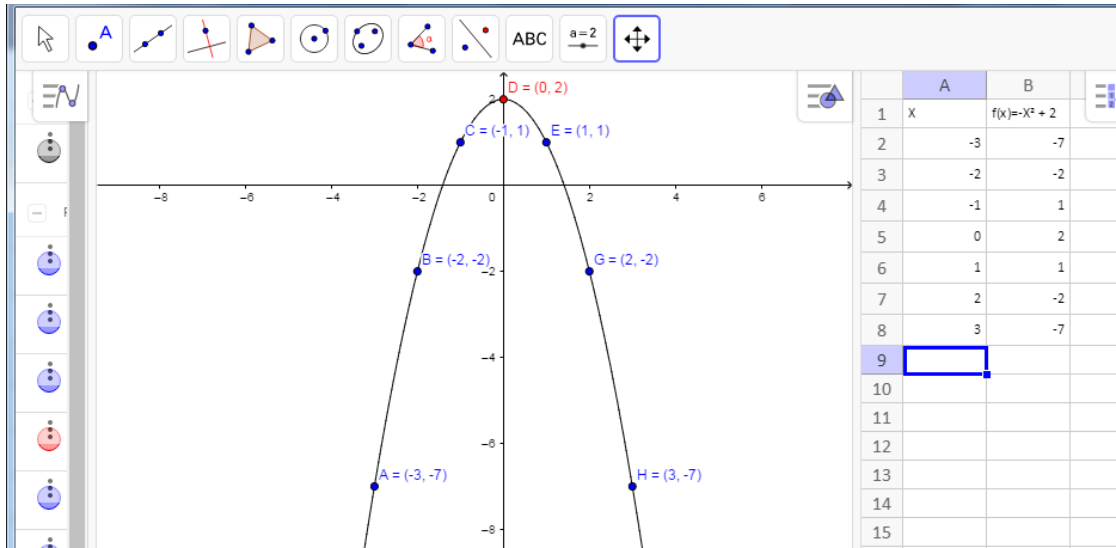 A
α
ABC
a = 2
D = (0, 2)
2
C = (-1, 1) E = (1, 1)
−8 −6 −4 −2 0 2 4 6
B = (-2, -2) G = (2, -2)
−2
−4
−6
A = (-3, -7) H = (3, -7)
−8
A B
1 X f(x)=-X² + 2
2 -3 -7
3 -2 -2
4 -1 1
5 0 2
6 1 1
7 2 -2
8 3 -7
9
10
11
12
13
14
15